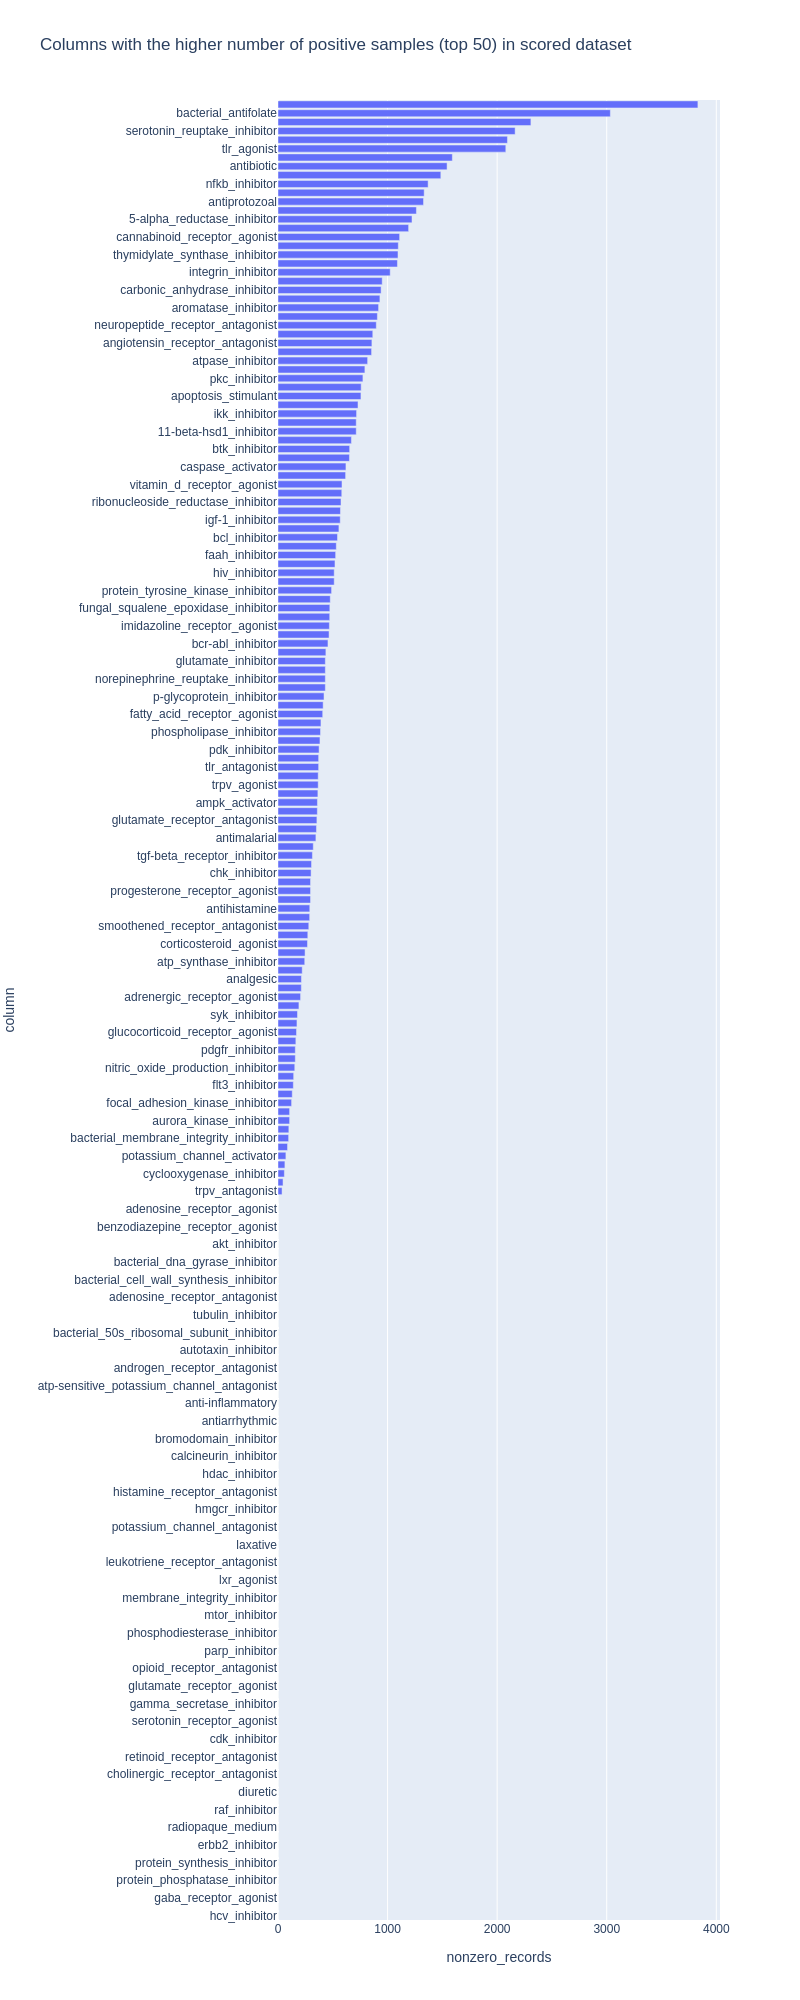 Columns with the higher number of positive samples (top 50) in scored dataset
bacterial_antifolate
serotonin_reuptake_inhibitor
tlr_agonist
antibiotic
nfkb_inhibitor
antiprotozoal
5-alpha_reductase_inhibitor
cannabinoid_receptor_agonist
thymidylate_synthase_inhibitor
integrin_inhibitor
carbonic_anhydrase_inhibitor
aromatase_inhibitor
neuropeptide_receptor_antagonist
angiotensin_receptor_antagonist
atpase_inhibitor
pkc_inhibitor
apoptosis_stimulant
ikk_inhibitor
11-beta-hsd1_inhibitor
btk_inhibitor
caspase_activator
vitamin_d_receptor_agonist
ribonucleoside_reductase_inhibitor
igf-1_inhibitor
bcl_inhibitor
faah_inhibitor
hiv_inhibitor
protein_tyrosine_kinase_inhibitor
fungal_squalene_epoxidase_inhibitor
imidazoline_receptor_agonist
bcr-abl_inhibitor
glutamate_inhibitor
norepinephrine_reuptake_inhibitor
p-glycoprotein_inhibitor
fatty_acid_receptor_agonist
phospholipase_inhibitor
pdk_inhibitor
tlr_antagonist
trpv_agonist
ampk_activator
glutamate_receptor_antagonist
antimalarial
tgf-beta_receptor_inhibitor
chk_inhibitor
progesterone_receptor_agonist
antihistamine
smoothened_receptor_antagonist
corticosteroid_agonist
atp_synthase_inhibitor
analgesic
adrenergic_receptor_agonist
syk_inhibitor
glucocorticoid_receptor_agonist
pdgfr_inhibitor
nitric_oxide_production_inhibitor
flt3_inhibitor
focal_adhesion_kinase_inhibitor
aurora_kinase_inhibitor
bacterial_membrane_integrity_inhibitor
potassium_channel_activator
cyclooxygenase_inhibitor
trpv_antagonist
adenosine_receptor_agonist
benzodiazepine_receptor_agonist
akt_inhibitor
bacterial_dna_gyrase_inhibitor
bacterial_cell_wall_synthesis_inhibitor
adenosine_receptor_antagonist
tubulin_inhibitor
bacterial_50s_ribosomal_subunit_inhibitor
autotaxin_inhibitor
androgen_receptor_antagonist
atp-sensitive_potassium_channel_antagonist
anti-inflammatory
antiarrhythmic
bromodomain_inhibitor
calcineurin_inhibitor
hdac_inhibitor
histamine_receptor_antagonist
hmgcr_inhibitor
potassium_channel_antagonist
laxative
leukotriene_receptor_antagonist
lxr_agonist
membrane_integrity_inhibitor
mtor_inhibitor
phosphodiesterase_inhibitor
parp_inhibitor
opioid_receptor_antagonist
glutamate_receptor_agonist
gamma_secretase_inhibitor
serotonin_receptor_agonist
cdk_inhibitor
retinoid_receptor_antagonist
cholinergic_receptor_antagonist
diuretic
raf_inhibitor
radiopaque_medium
erbb2_inhibitor
protein_synthesis_inhibitor
protein_phosphatase_inhibitor
gaba_receptor_agonist
hcv_inhibitor
column
0 1000 2000 3000 4000
nonzero_records